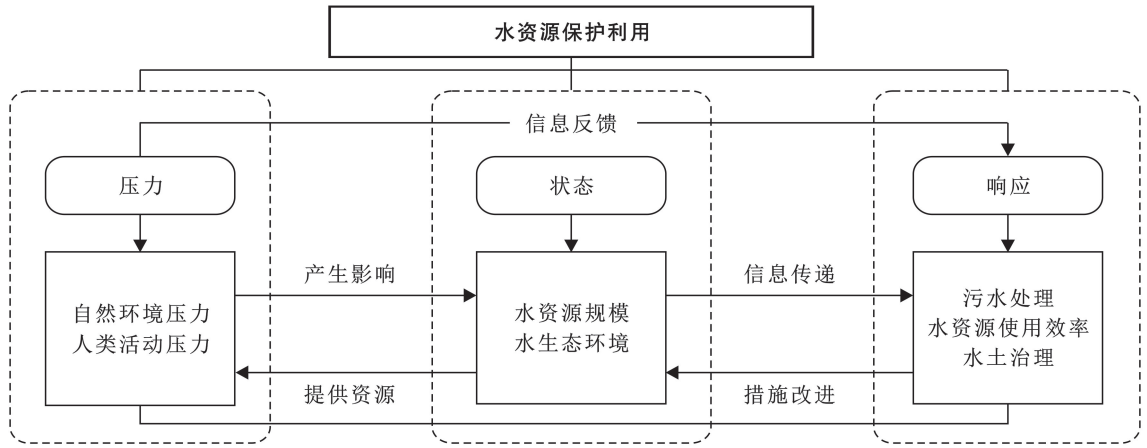 水资源保护利用
信息反馈
压力
状态
响应
产生影响
信息传递
自然环境压力
人类活动压力
水资源规模
水生态环境
污水处理
水资源使用效率
水土治理
提供资源
措施改进